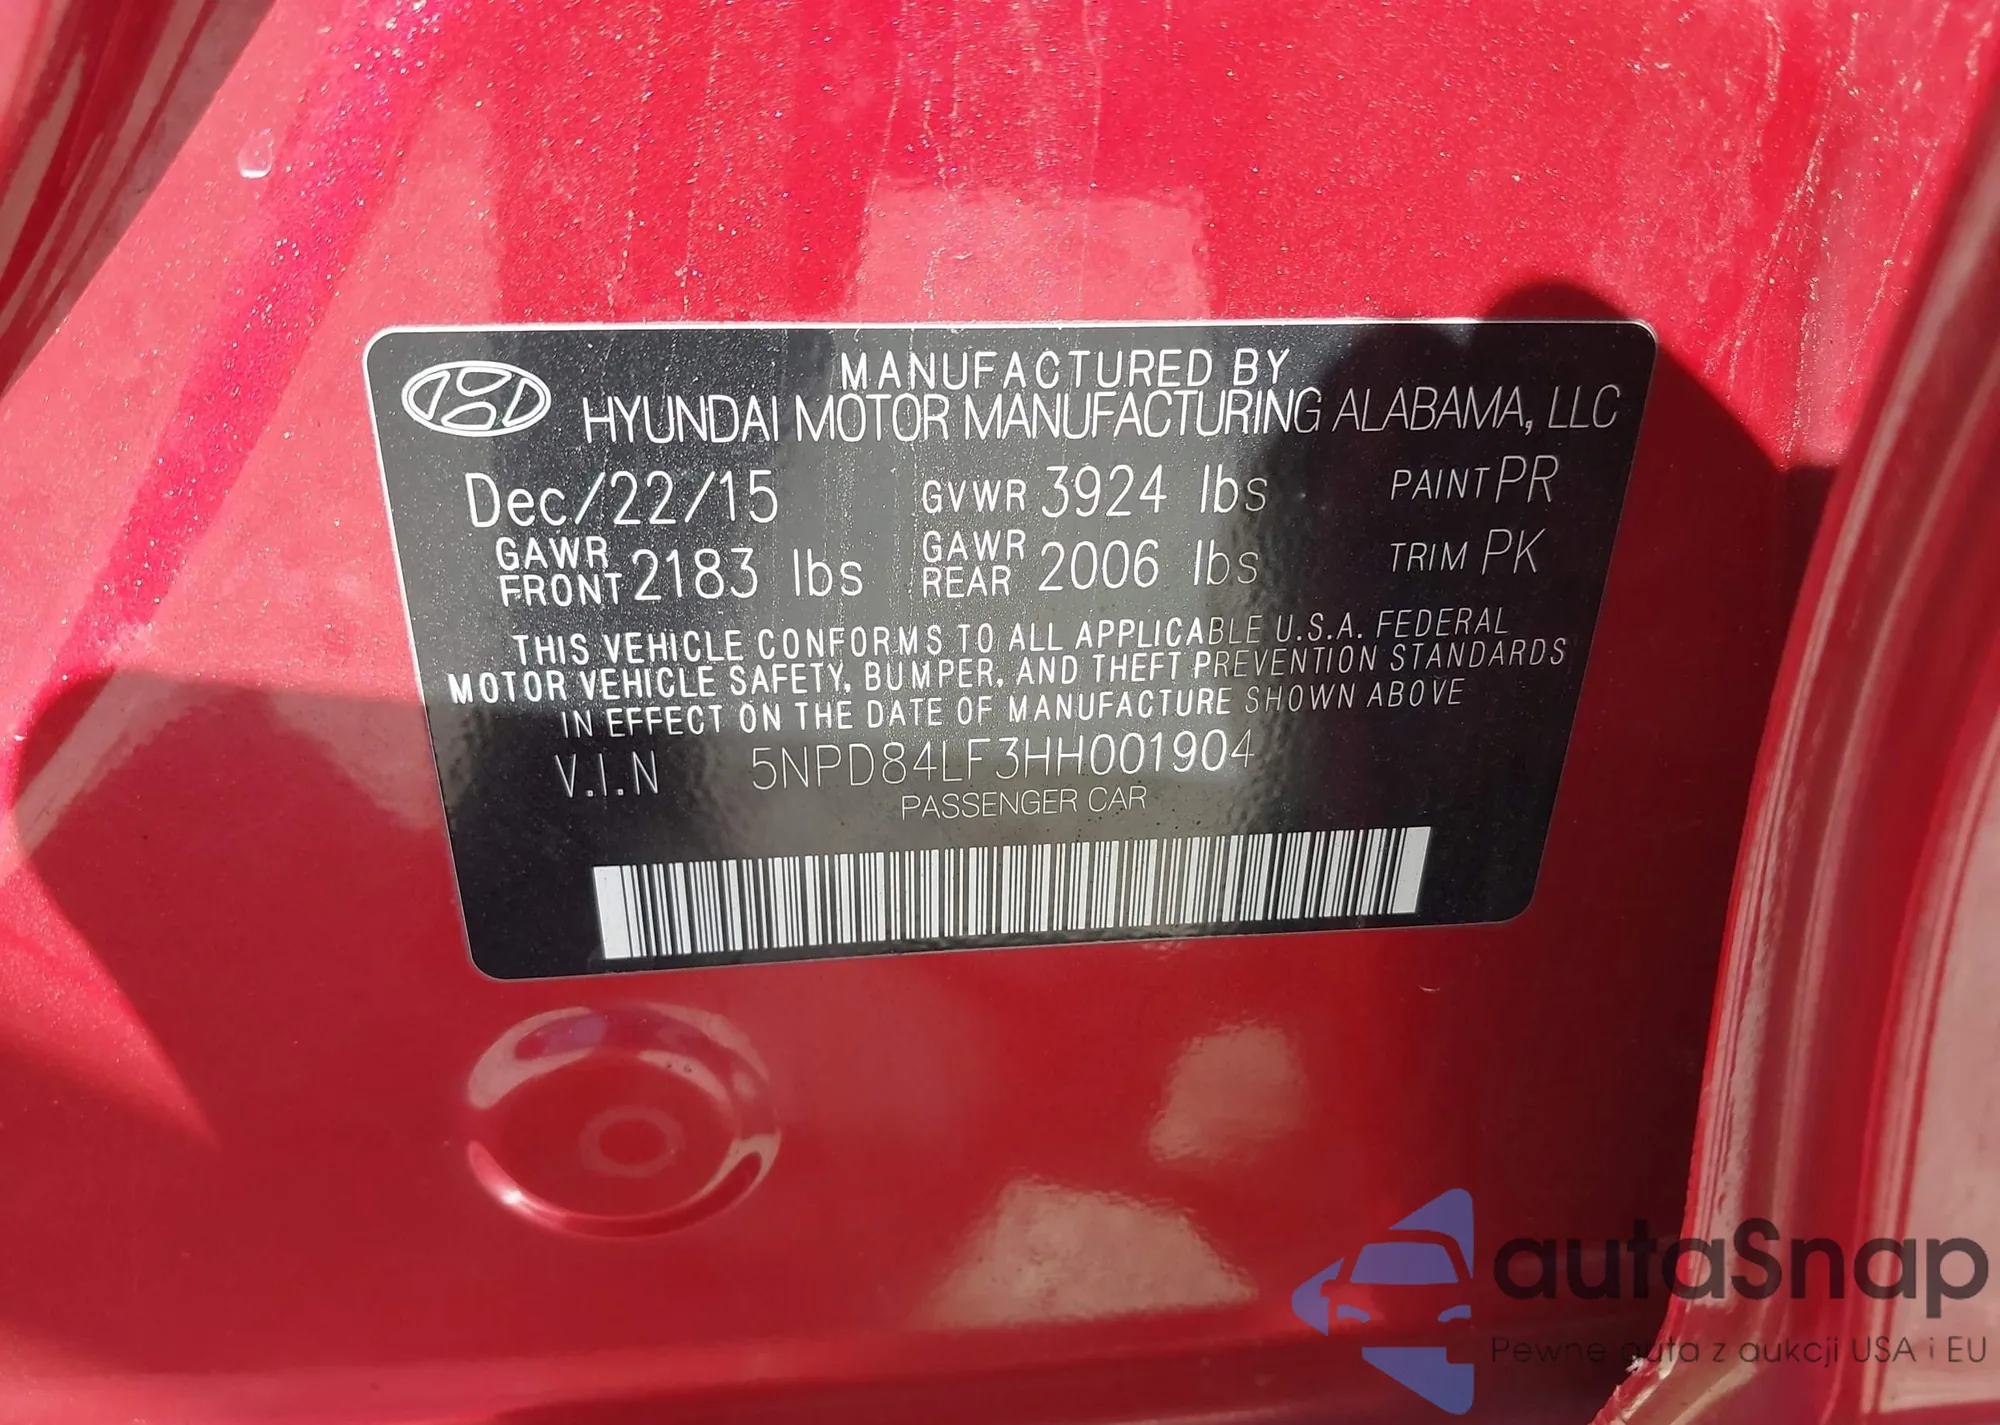 MANUFACTURED BY
HYUNDAI MOTOR MANUFACTURING ALABAMA, LLC
Dec/22/15 GVWR 3924 lbs PAINT PR
GAWR FRONT 2183 lbs GAWR REAR 2006 lbs TRIM PK
THIS VEHICLE CONFORMS TO ALL APPLICABLE U.S.A. FEDERAL
MOTOR VEHICLE SAFETY, BUMPER, AND THEFT PREVENTION STANDARDS
IN EFFECT ON THE DATE OF MANUFACTURE SHOWN ABOVE
V.I.N 5NPD84LF3HH001904
PASSENGER CAR
autaSnap
Pewne auta z aukcji USA i EU